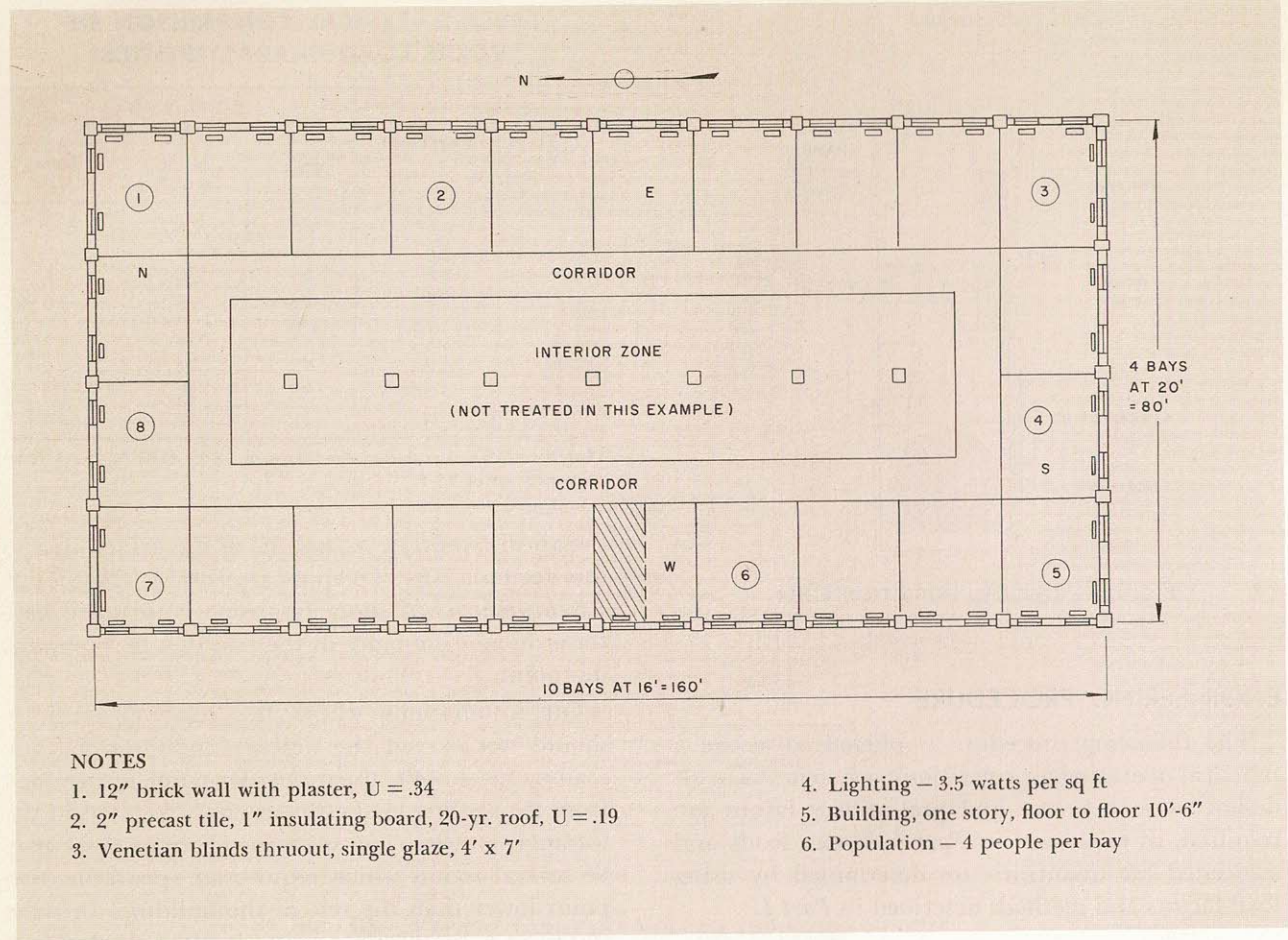 N
1
2
E
3
N
CORRIDOR
INTERIOR ZONE
4 BAYS
AT 20'
= 80'
(NOT TREATED IN THIS EXAMPLE)
8
4
S
CORRIDOR
W
6
5
7
10 BAYS AT 16' = 160'
NOTES
1. 12" brick wall with plaster, U = .34
2. 2" precast tile, 1" insulating board, 20-yr. roof, U = .19
3. Venetian blinds thruout, single glaze, 4' x 7'
4. Lighting — 3.5 watts per sq ft
5. Building, one story, floor to floor 10'-6"
6. Population — 4 people per bay